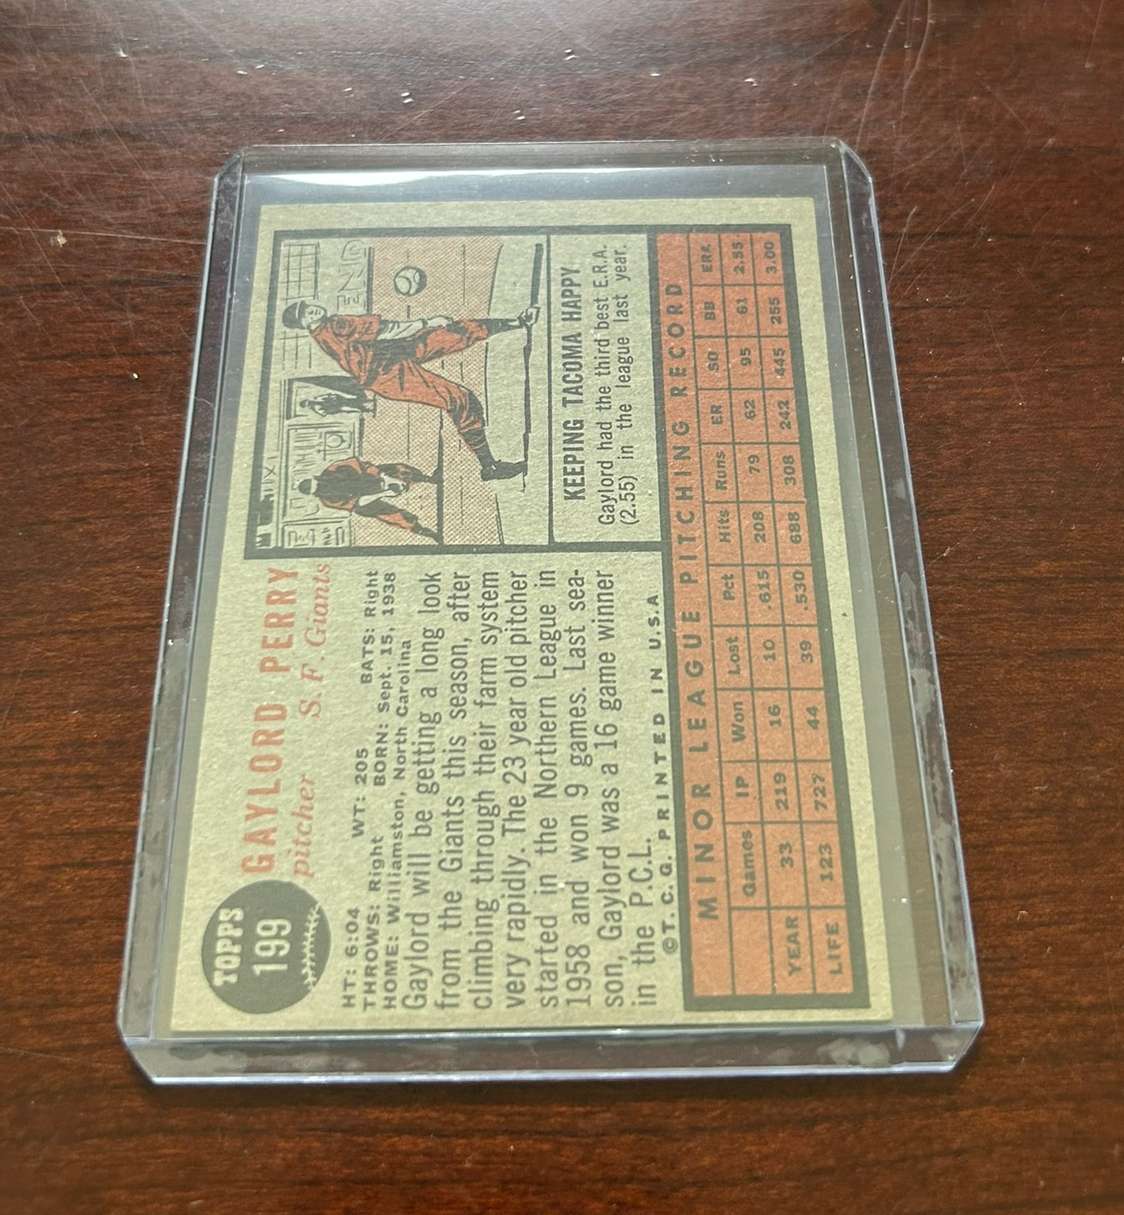 TOPPS
199
GAYLORD PERRY
pitcher S. F. Giants
HT: 6:04 WT: 205 BATS: Right
THROWS: Right BORN: Sept. 15, 1938
HOME: Williamston, North Carolina
Gaylord will be getting a long look
from the Giants this season, after
climbing through their farm system
very rapidly. The 23 year old pitcher
started in the Northern League in
1958 and won 9 games. Last sea-
son, Gaylord was a 16 game winner
in the P.C.L.
©T. C. G. PRINTED IN U.S.A.
KEEPING TACOMA HAPPY
Gaylord had the third best E.R.A.
(2.55) in the league last year.
MINOR LEAGUE PITCHING RECORD
Games IP Won Lost Pct Hits Runs ER SO BB ERA
YEAR 33 219 16 10 .615 208 79 62 95 61 2.55
LIFE 123 727 44 39 .530 688 308 242 445 255 3.00